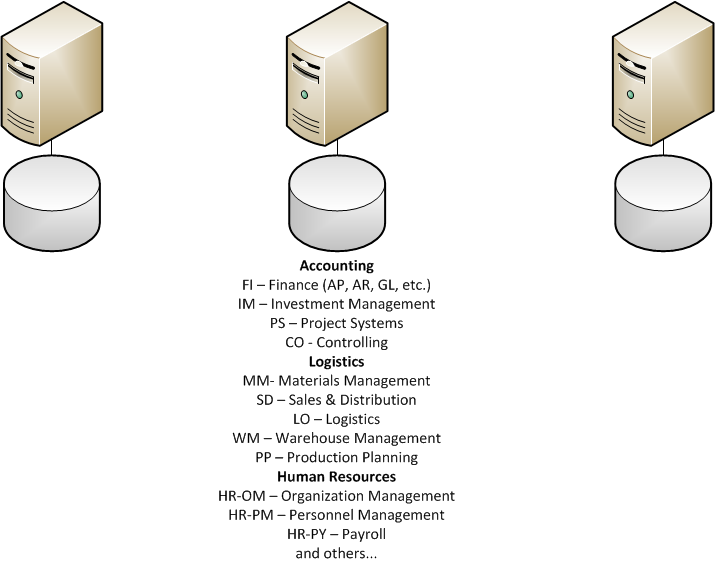 Accounting
FI – Finance (AP, AR, GL, etc.)
IM – Investment Management
PS – Project Systems
CO - Controlling
Logistics
MM- Materials Management
SD – Sales & Distribution
LO – Logistics
WM – Warehouse Management
PP – Production Planning
Human Resources
HR-OM – Organization Management
HR-PM – Personnel Management
HR-PY – Payroll
and others...